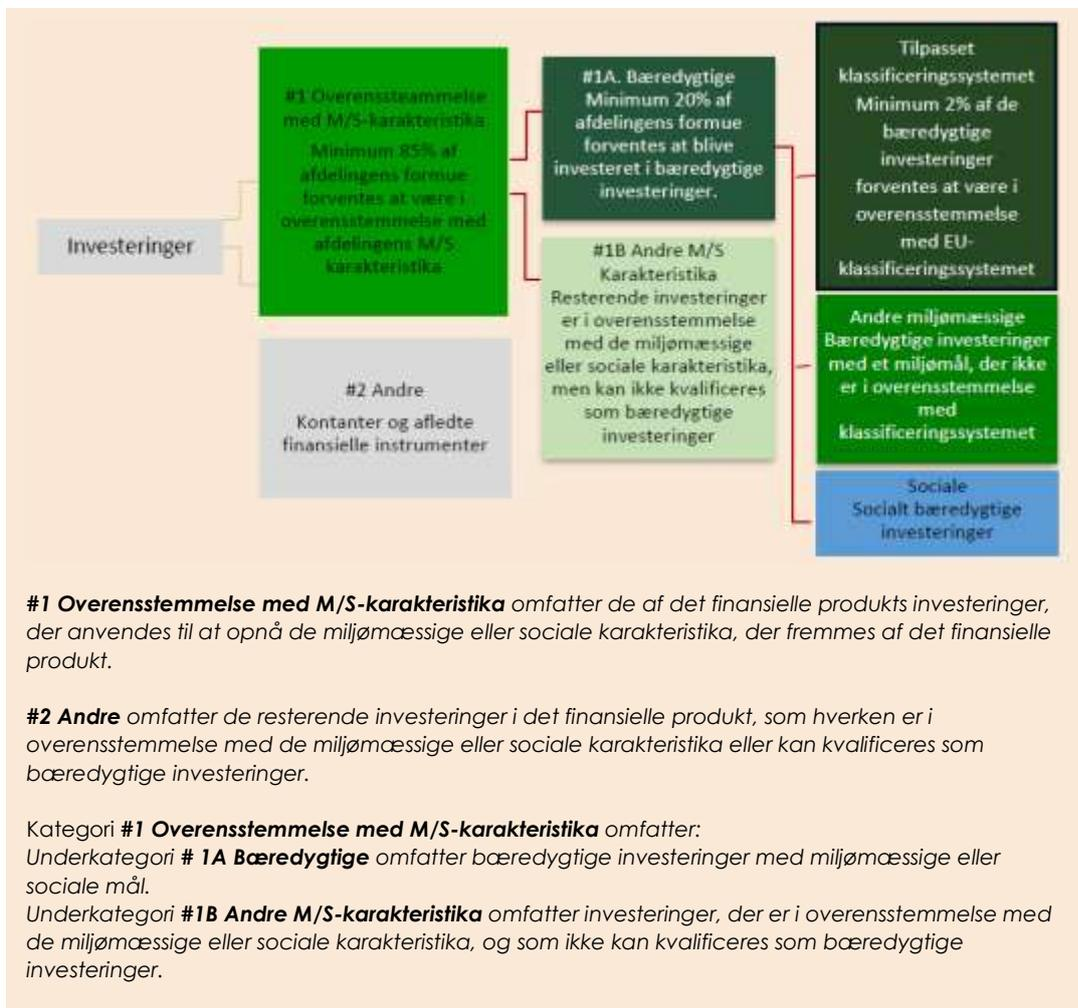 Investeringer
#1 Overenssteammelse
med M/S-karakteristika
Minimum 85% af
afdelingens formue
forventes at være i
overensstemmelse med
afdelingens M/S
karakteristika
#2 Andre
Kontanter og afledte
finansielle instrumenter
#1A. Bæredygtige
Minimum 20% af
afdelingens formue
forventes at blive
investeret i bæredygtige
investeringer.
#1B Andre M/S
Karakteristika
Resterende investeringer
er i overensstemmelse
med de miljømæssige
eller sociale karakteristika,
men kan ikke kvalificeres
som bæredygtige
investeringer
Tilpasset
klassificeringssystemet
Minimum 2% af de
bæredygtige
investeringer
forventes at være i
overensstemmelse
med EU-
klassificeringssystemet
Andre miljømæssige
Bæredygtige investeringer
med et miljømål, der ikke
er i overensstemmelse
med
klassificeringssystemet
Sociale
Socialt bæredygtige
investeringer
#1 Overensstemmelse med M/S-karakteristika omfatter de af det finansielle produkts investeringer,
der anvendes til at opnå de miljømæssige eller sociale karakteristika, der fremmes af det finansielle
produkt.
#2 Andre omfatter de resterende investeringer i det finansielle produkt, som hverken er i
overensstemmelse med de miljømæssige eller sociale karakteristika eller kan kvalificeres som
bæredygtige investeringer.
Kategori #1 Overensstemmelse med M/S-karakteristika omfatter:
Underkategori # 1A Bæredygtige omfatter bæredygtige investeringer med miljømæssige eller
sociale mål.
Underkategori #1B Andre M/S-karakteristika omfatter investeringer, der er i overensstemmelse med
de miljømæssige eller sociale karakteristika, og som ikke kan kvalificeres som bæredygtige
investeringer.